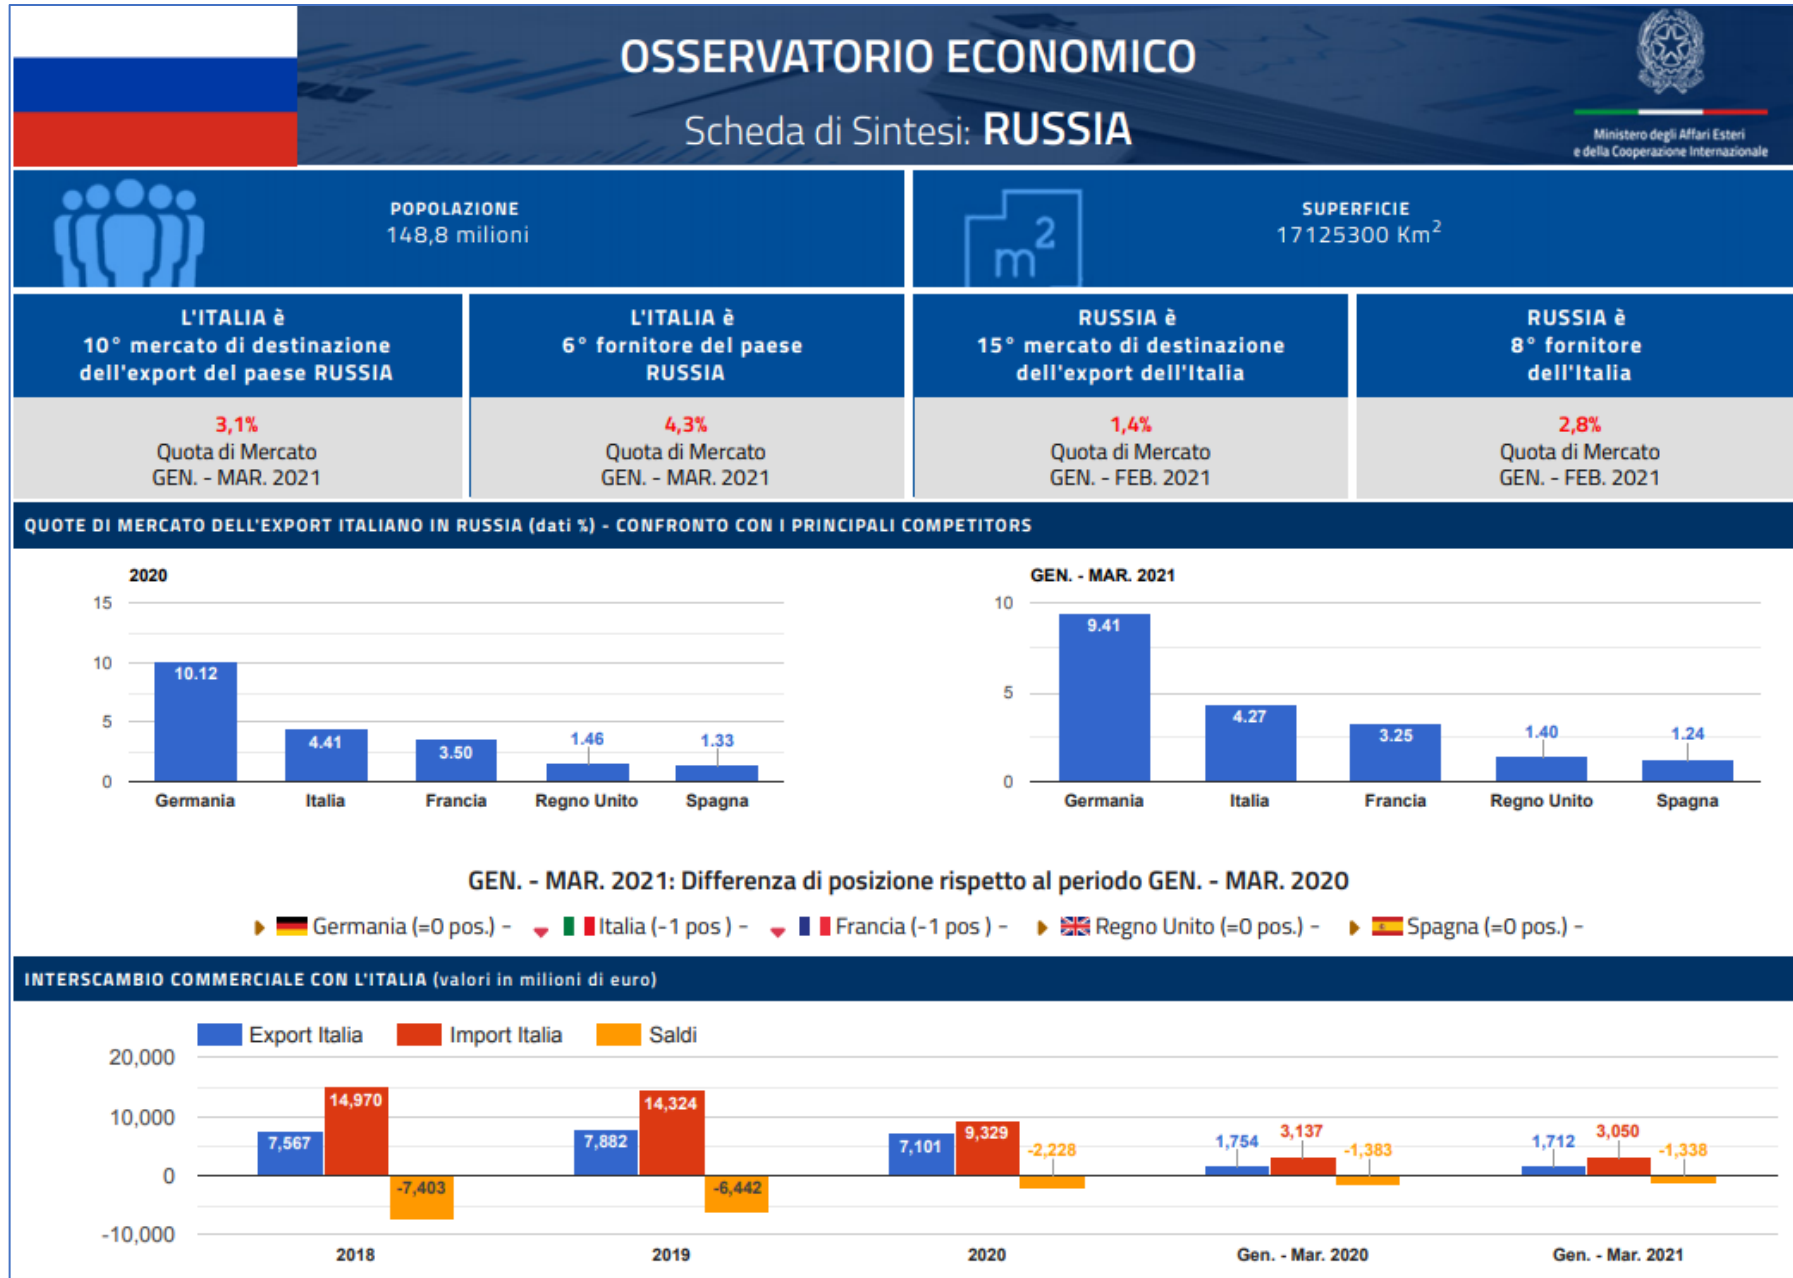 OSSERVATORIO ECONOMICO
Scheda di Sintesi: RUSSIA
Ministero degli Affari Esteri
e della Cooperazione Internazionale
POPOLAZIONE
148,8 milioni
m²
SUPERFICIE
17125300 Km²
L'ITALIA è
10° mercato di destinazione
dell'export del paese RUSSIA
3,1%
Quota di Mercato
GEN. - MAR. 2021
L'ITALIA è
6° fornitore del paese
RUSSIA
4,3%
Quota di Mercato
GEN. - MAR. 2021
RUSSIA è
15° mercato di destinazione
dell'export dell'Italia
1,4%
Quota di Mercato
GEN. - FEB. 2021
RUSSIA è
8° fornitore
dell'Italia
2,8%
Quota di Mercato
GEN. - FEB. 2021
QUOTE DI MERCATO DELL'EXPORT ITALIANO IN RUSSIA (dati %) - CONFRONTO CON I PRINCIPALI COMPETITORS
2020
15
10
5
0
10.12
4.41
3.50
1.46
1.33
Germania Italia Francia Regno Unito Spagna
GEN. - MAR. 2021
10
5
0
9.41
4.27
3.25
1.40
1.24
Germania Italia Francia Regno Unito Spagna
GEN. - MAR. 2021: Differenza di posizione rispetto al periodo GEN. - MAR. 2020
Germania (=0 pos.) - Italia (-1 pos ) - Francia (-1 pos ) - Regno Unito (=0 pos.) - Spagna (=0 pos.) -
INTERSCAMBIO COMMERCIALE CON L'ITALIA (valori in milioni di euro)
Export Italia Import Italia Saldi
20,000
10,000
0
-10,000
7,567 14,970 -7,403
7,882 14,324 -6,442
7,101 9,329 -2,228
1,754 3,137 -1,383
1,712 3,050 -1,338
2018 2019 2020 Gen. - Mar. 2020 Gen. - Mar. 2021